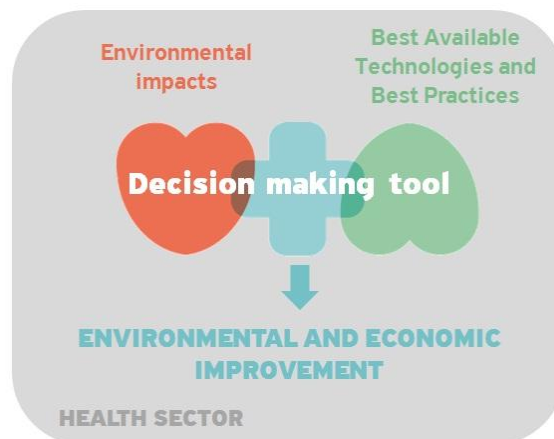 Environmental
impacts
Best Available
Technologies and
Best Practices
Decision making tool
ENVIRONMENTAL AND ECONOMIC
IMPROVEMENT
HEALTH SECTOR